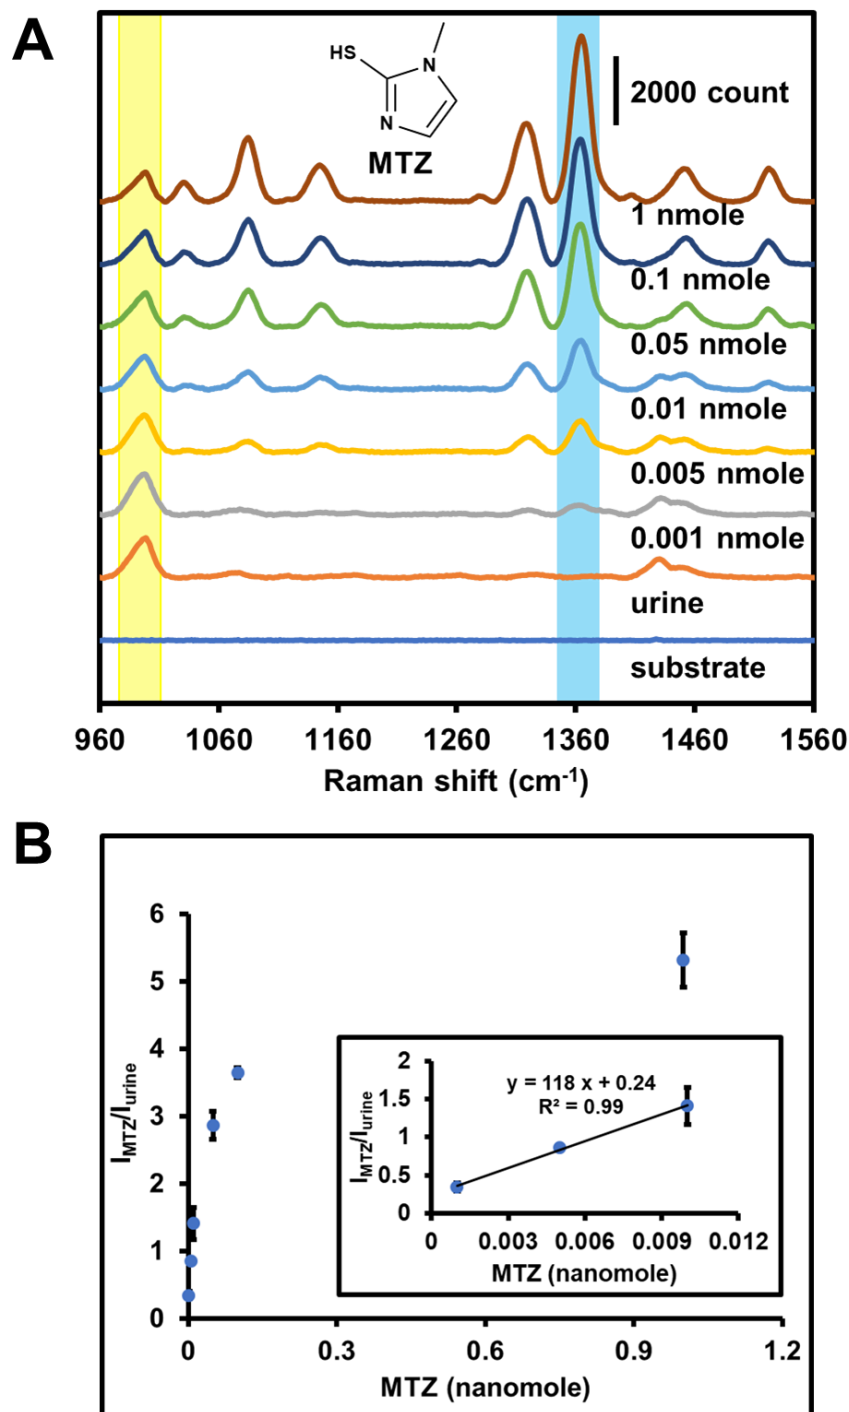 A
HS
N
N
MTZ
2000 count
1 nmole
0.1 nmole
0.05 nmole
0.01 nmole
0.005 nmole
0.001 nmole
urine
substrate
960 1060 1160 1260 1360 1460 1560
Raman shift (cm⁻¹)
B
I_MTZ/I_urine
6
5
4
3
2
1
0
0 0.3 0.6 0.9 1.2
MTZ (nanomole)
I_MTZ/I_urine
2
1.5
1
0.5
0
y = 118 x + 0.24
R² = 0.99
0 0.003 0.006 0.009 0.012
MTZ (nanomole)